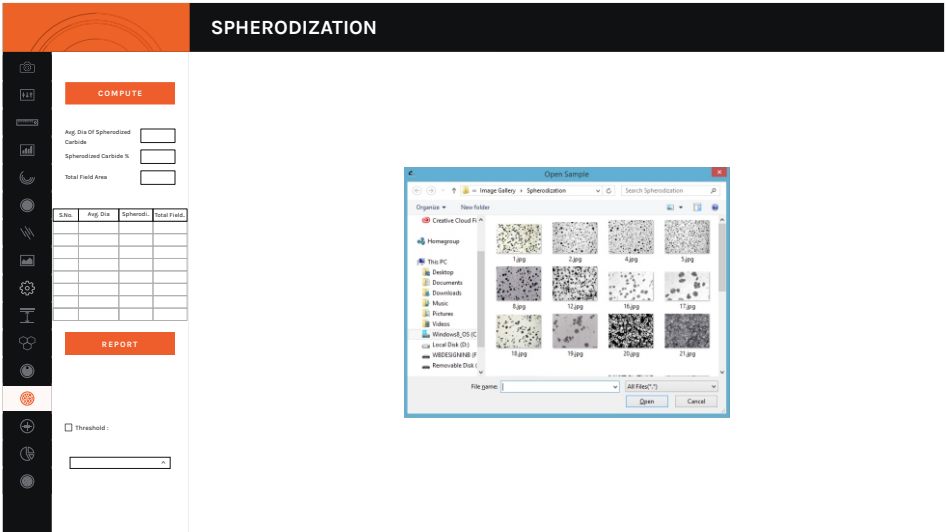 SPHERODIZATION
COMPUTE
Avg. Dia Of Spherodized
Carbide
Spherodized Carbide %
Total Field Area
S.No. Avg. Dia Spherodi.. Total Field..
REPORT
Threshold :
Open Sample
Image Gallery Spherodization
Search Spherodization
Organize New folder
Creative Cloud Fi
Homegroup
This PC
Desktop
Documents
Downloads
Music
Pictures
Videos
Windows8_OS (C
Local Disk (D:)
WBDESIGNINB (F
Removable Disk (
1.jpg 2.jpg 4.jpg 5.jpg
8.jpg 12.jpg 16.jpg 17.jpg
18.jpg 19.jpg 20.jpg 21.jpg
File name: All Files(*.*)
Open Cancel